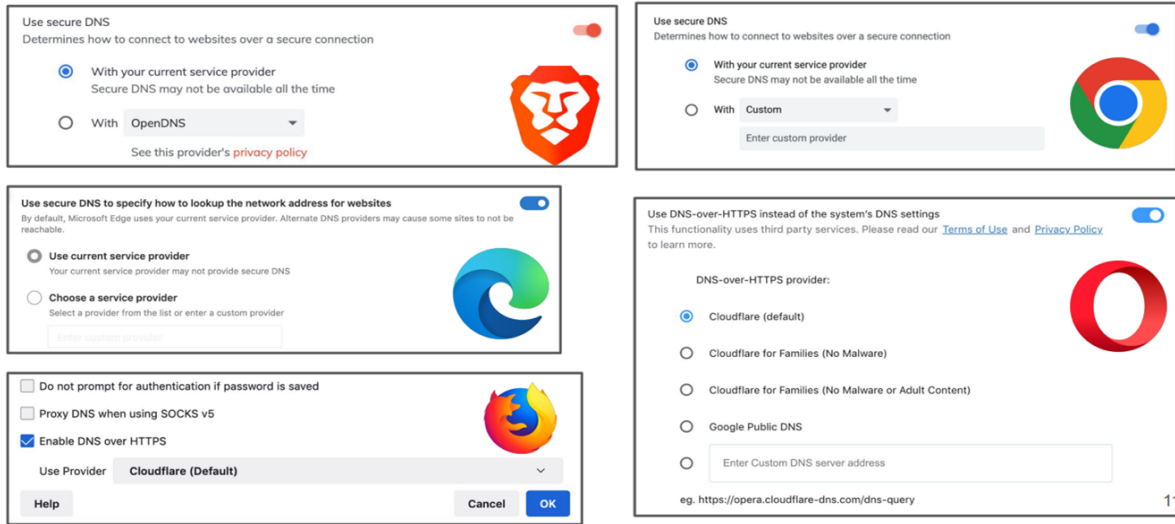 Use secure DNS
Determines how to connect to websites over a secure connection
With your current service provider
Secure DNS may not be available all the time
With OpenDNS
See this provider's privacy policy
Use secure DNS
Determines how to connect to websites over a secure connection
With your current service provider
Secure DNS may not be available all the time
With Custom
Enter custom provider
Use secure DNS to specify how to lookup the network address for websites
By default, Microsoft Edge uses your current service provider. Alternate DNS providers may cause some sites to not be
reachable.
Use current service provider
Your current service provider may not provide secure DNS
Choose a service provider
Select a provider from the list or enter a custom provider
Enter custom provider
Use DNS-over-HTTPS instead of the system's DNS settings
This functionality uses third party services. Please read our Terms of Use and Privacy Policy
to learn more.
DNS-over-HTTPS provider:
Cloudflare (default)
Cloudflare for Families (No Malware)
Cloudflare for Families (No Malware or Adult Content)
Google Public DNS
Enter Custom DNS server address
eg. https://opera.cloudflare-dns.com/dns-query
Do not prompt for authentication if password is saved
Proxy DNS when using SOCKS v5
Enable DNS over HTTPS
Use Provider Cloudflare (Default)
Help Cancel OK